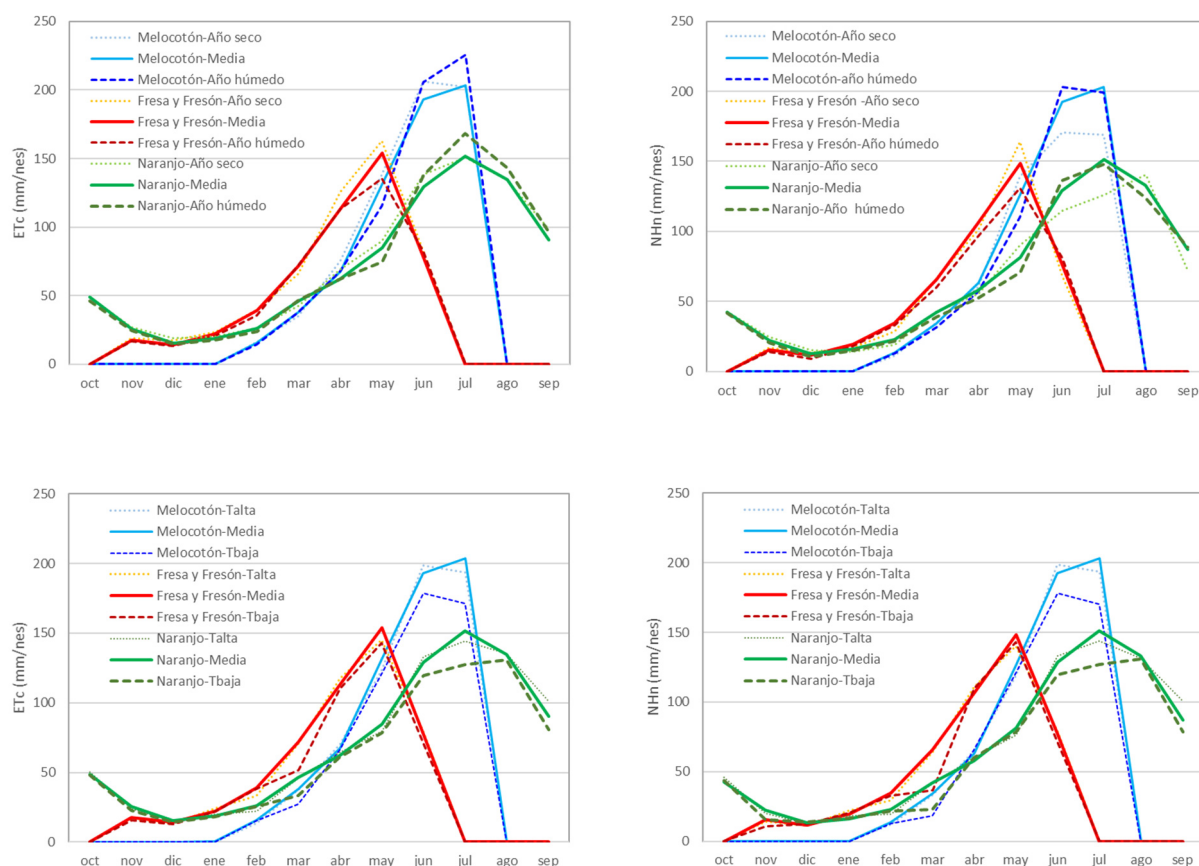 250
200
150
100
50
0
ETc (mm/nes)
Melocotón-Año seco
Melocotón-Media
Melocotón-Año húmedo
Fresa y Fresón-Año seco
Fresa y Fresón-Media
Fresa y Fresón-Año húmedo
Naranjo-Año seco
Naranjo-Media
Naranjo-Año húmedo
oct nov dic ene feb mar abr may jun jul ago sep
250
200
150
100
50
0
NHn (mm/mes)
Melocotón-Año seco
Melocotón-Media
Melocotón-año húmedo
Fresa y Fresón -Año seco
Fresa y Fresón-Media
Fresa y Fresón-Año húmedo
Naranjo-Año seco
Naranjo-Media
Naranjo-Año húmedo
oct nov dic ene feb mar abr may jun jul ago sep
250
200
150
100
50
0
ETc (mm/nes)
Melocotón-Talta
Melocotón-Media
Melocotón-Tbaja
Fresa y Fresón-Talta
Fresa y Fresón-Media
Fresa y Fresón-Tbaja
Naranjo-Talta
Naranjo-Media
Naranjo-Tbaja
oct nov dic ene feb mar abr may jun jul ago sep
250
200
150
100
50
0
NHn (mm/nes)
Melocotón-Talta
Melocotón-Media
Melocotón-Tbaja
Fresa y Fresón-Talta
Fresa y Fresón-Media
Fresa y Fresón-Tbaja
Naranjo-Talta
Naranjo-Media
Naranjo-Tbaja
oct nov dic ene feb mar abr may jun jul ago sep